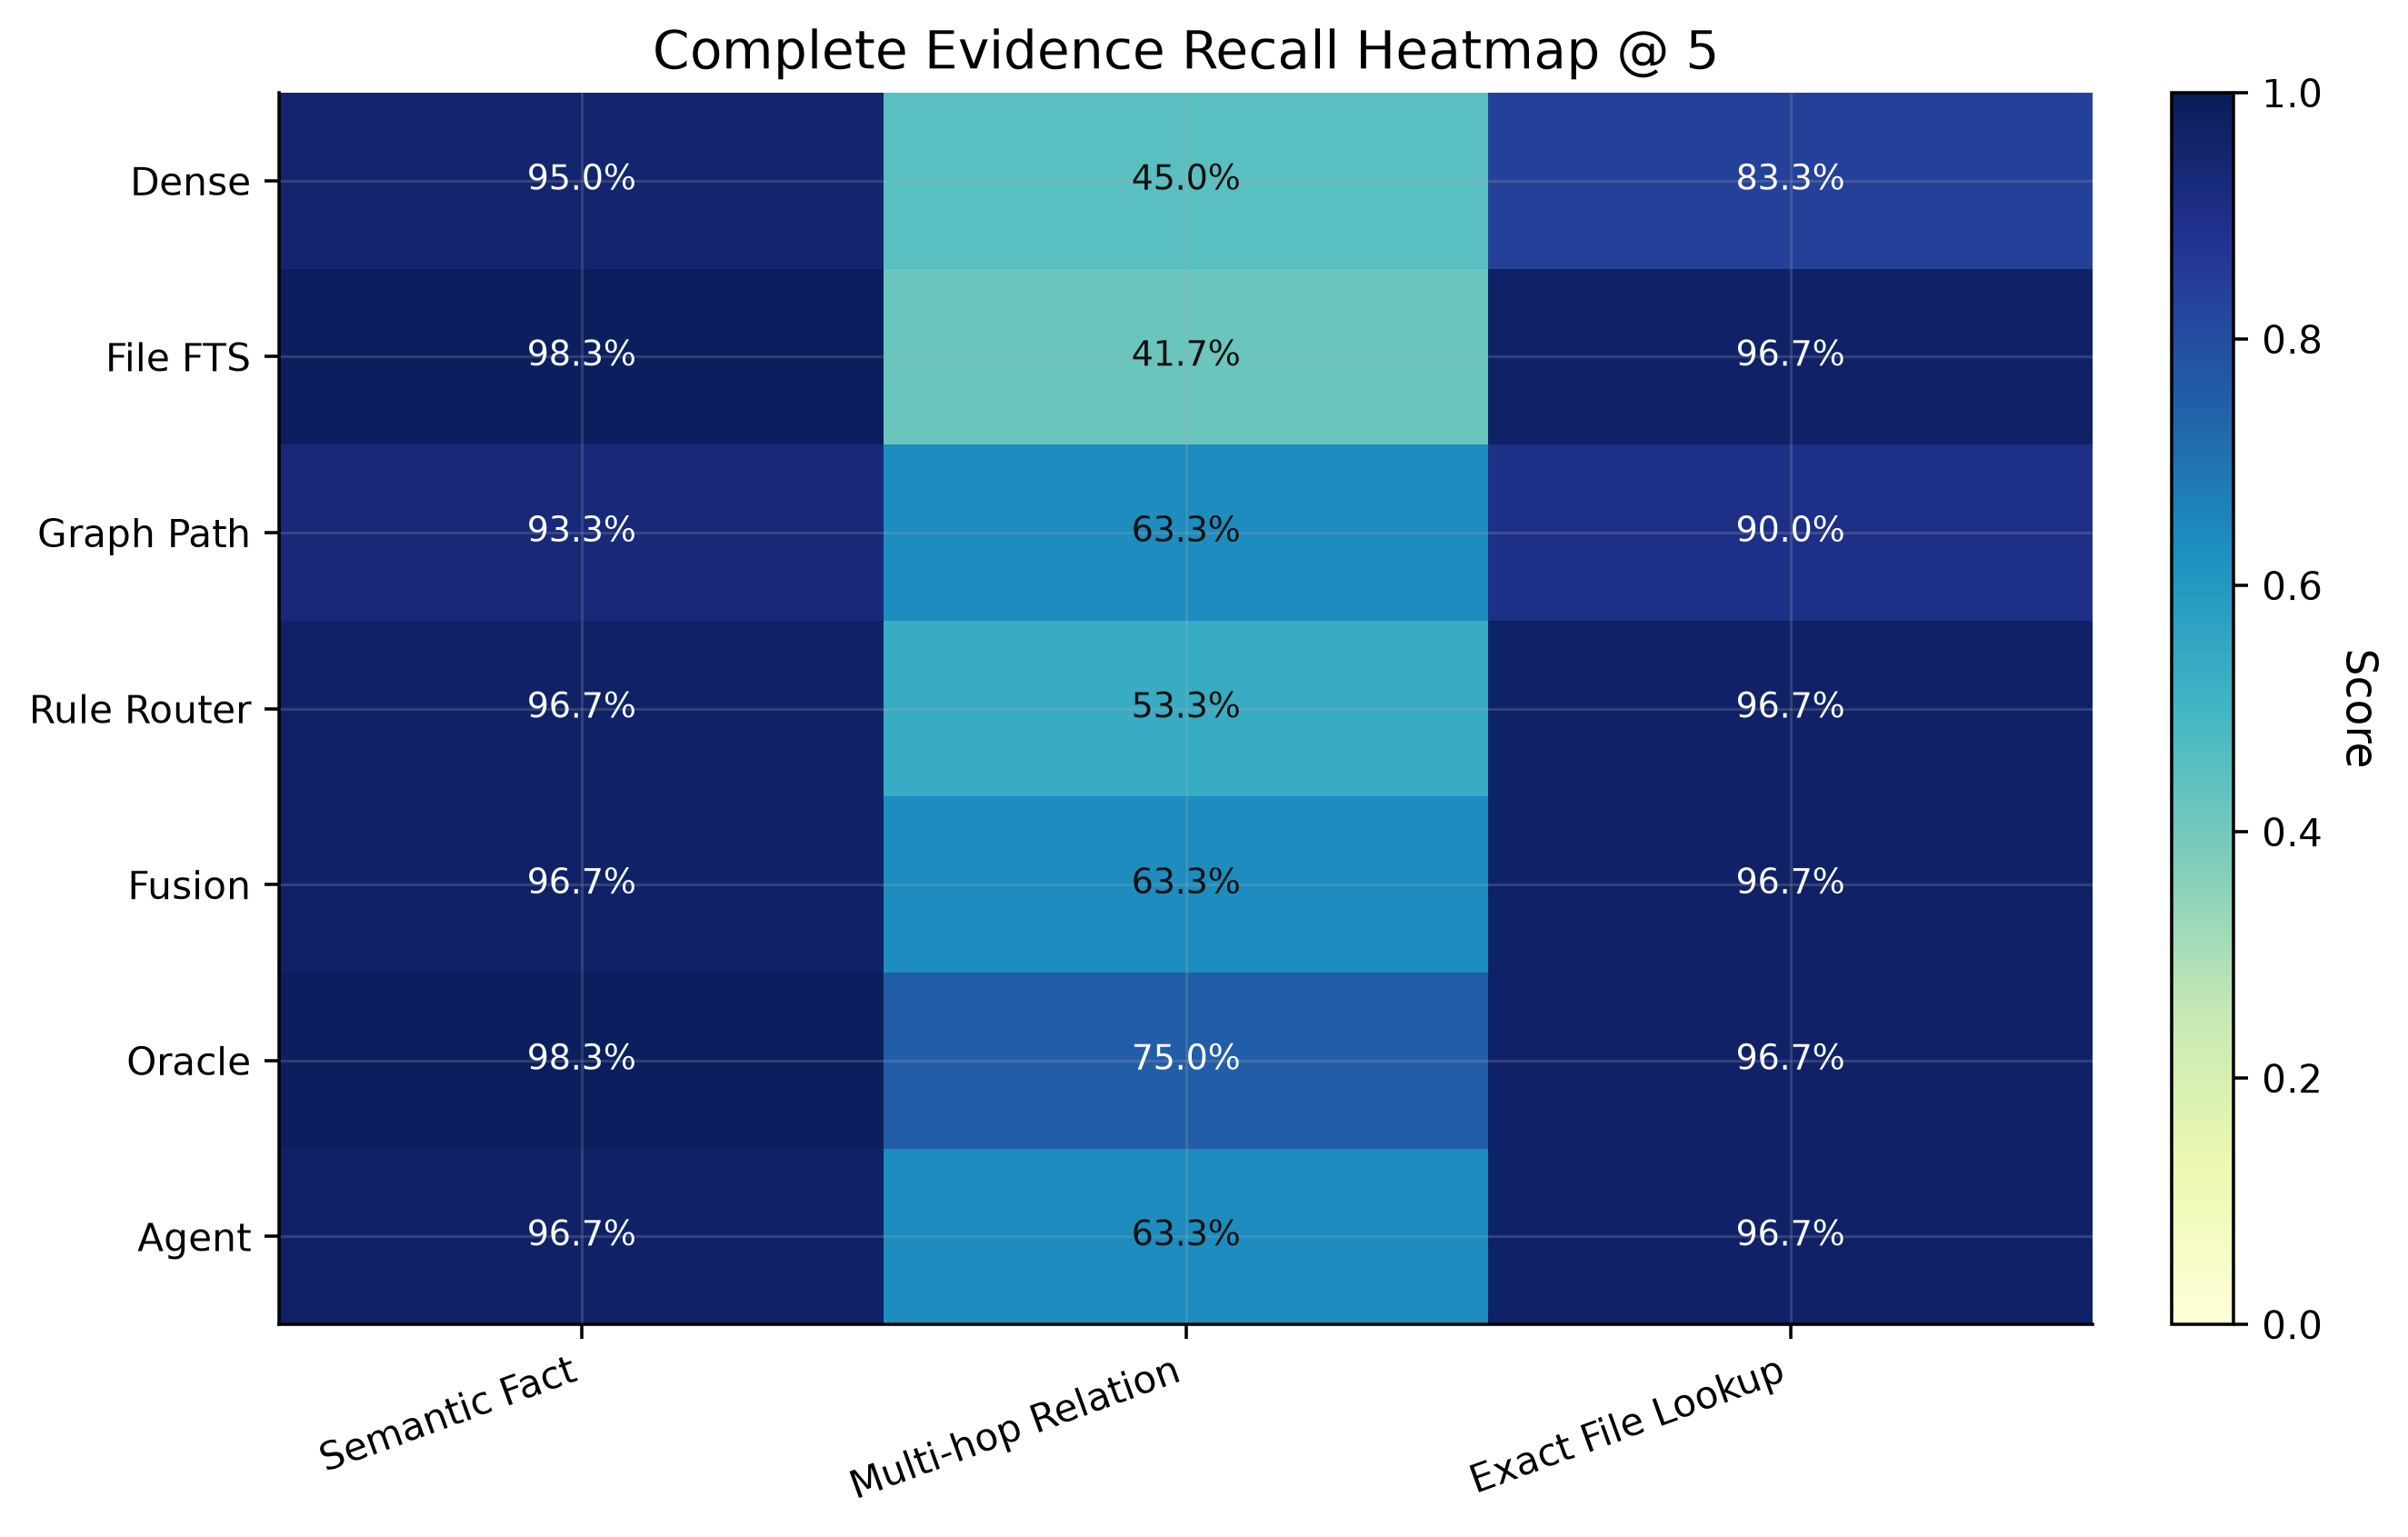 Complete Evidence Recall Heatmap @ 5
Dense 95.0% 45.0% 83.3%
File FTS 98.3% 41.7% 96.7%
Graph Path 93.3% 63.3% 90.0%
Rule Router 96.7% 53.3% 96.7%
Fusion 96.7% 63.3% 96.7%
Oracle 98.3% 75.0% 96.7%
Agent 96.7% 63.3% 96.7%
Semantic Fact
Multi-hop Relation
Exact File Lookup
1.0
0.8
0.6
0.4
0.2
0.0
Score